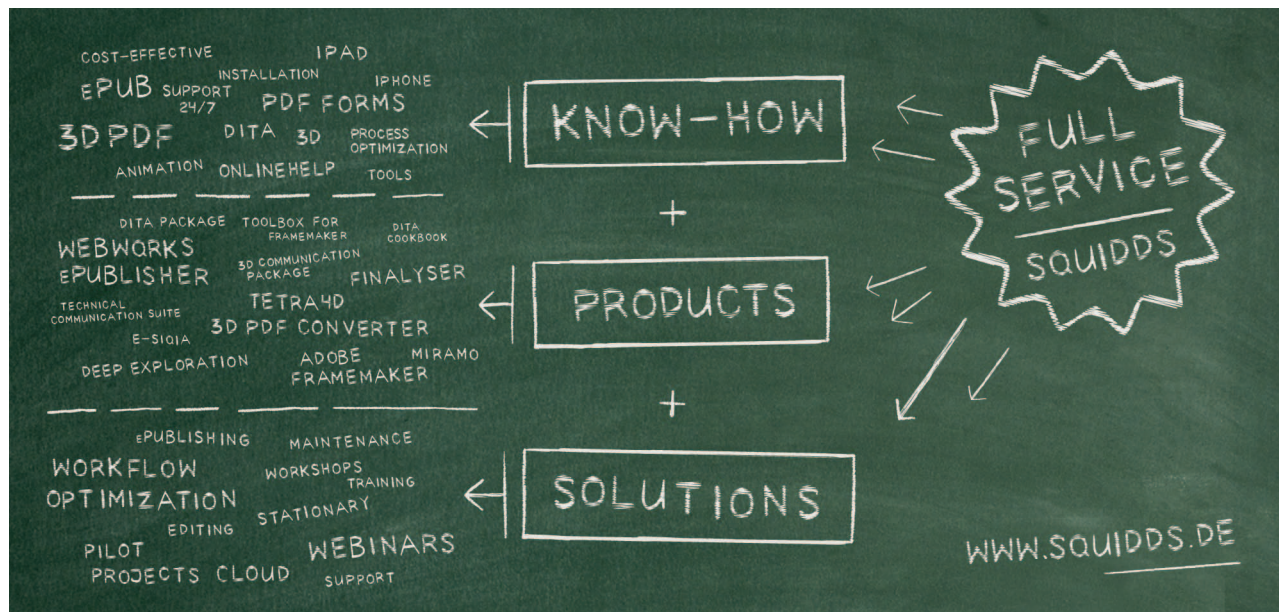 COST-EFFECTIVE
IPAD
INSTALLATION
IPHONE
ePUB
SUPPORT
24/7
PDF FORMS
3D PDF
DITA
3D
PROCESS
OPTIMIZATION
ANIMATION
ONLINEHELP
TOOLS
KNOW-HOW
DITA PACKAGE
TOOLBOX FOR
FRAMEMAKER
DITA
COOKBOOK
WEBWORKS
ePUBLISHER
3D COMMUNICATION
PACKAGE
FINALYSER
TECHNICAL
COMMUNICATION SUITE
TETRA4D
3D PDF CONVERTER
E-SIQIA
DEEP EXPLORATION
ADOBE
FRAMEMAKER
MIRAMO
+
PRODUCTS
+
ePUBLISHING
MAINTENANCE
WORKFLOW
OPTIMIZATION
WORKSHOPS
TRAINING
EDITING
STATIONARY
PILOT
PROJECTS CLOUD
WEBINARS
SUPPORT
SOLUTIONS
FULL
SERVICE
SQUIDDS
WWW.SQUIDDS.DE